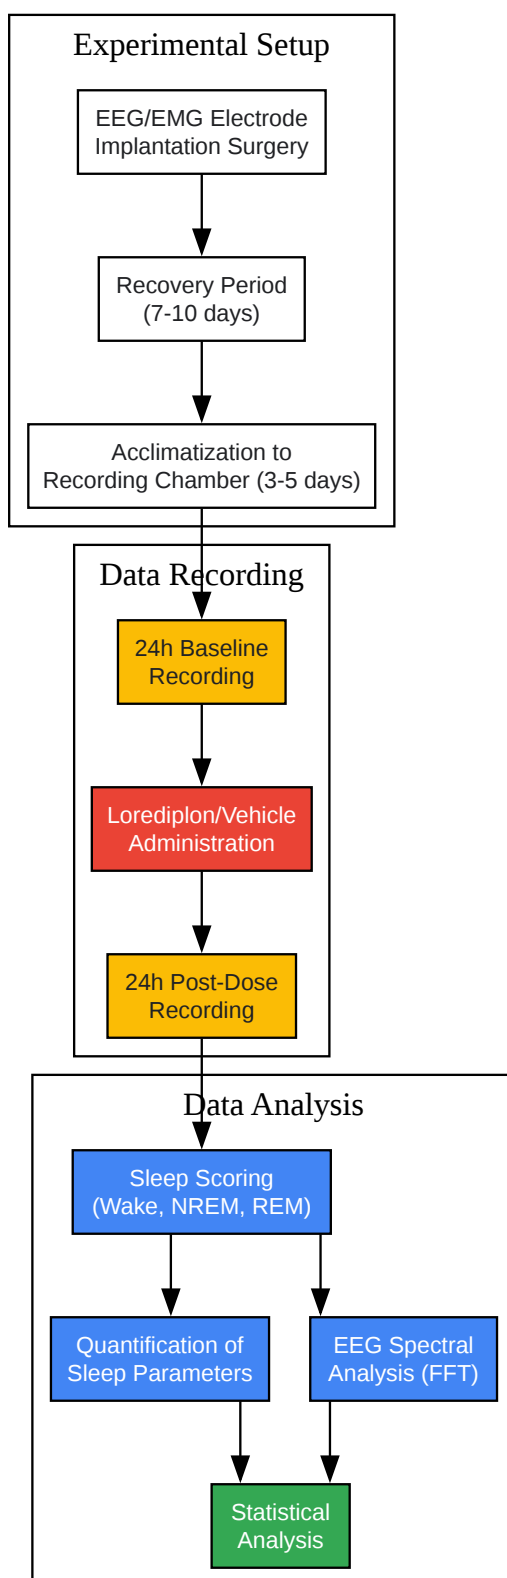 Experimental Setup
EEG/EMG Electrode
Implantation Surgery
Recovery Period
(7-10 days)
Acclimatization to
Recording Chamber (3-5 days)
Data Recording
24h Baseline
Recording
Lorediplon/Vehicle
Administration
24h Post-Dose
Recording
Data Analysis
Sleep Scoring
(Wake, NREM, REM)
Quantification of
Sleep Parameters
EEG Spectral
Analysis (FFT)
Statistical
Analysis